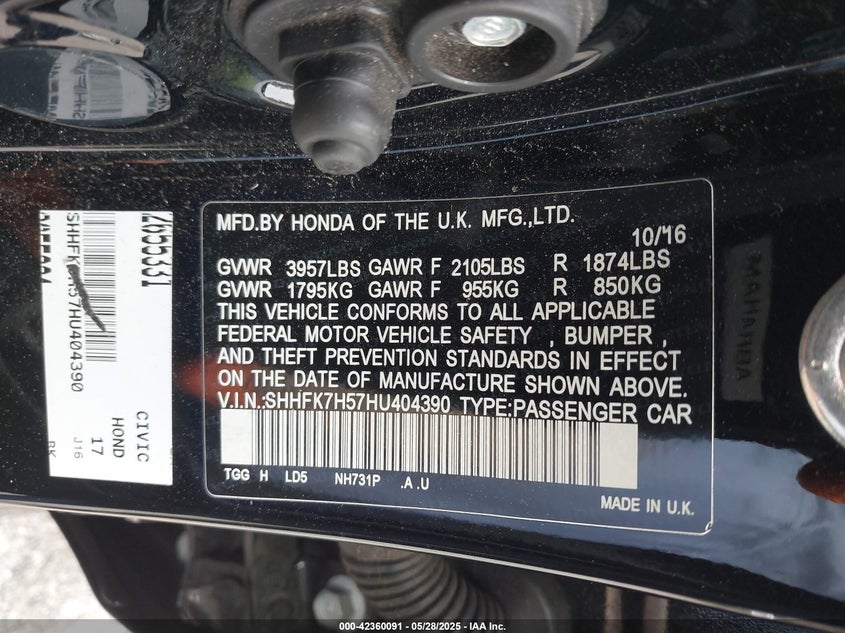 MFD.BY HONDA OF THE U.K. MFG.,LTD.
10/16
GVWR 3957LBS GAWR F 2105LBS R 1874LBS
GVWR 1795KG GAWR F 955KG R 850KG
THIS VEHICLE CONFORMS TO ALL APPLICABLE
FEDERAL MOTOR VEHICLE SAFETY , BUMPER ,
AND THEFT PREVENTION STANDARDS IN EFFECT
ON THE DATE OF MANUFACTURE SHOWN ABOVE.
V.I.N.:SHHFK7H57HU404390 TYPE:PASSENGER CAR
TGG H LD5 NH731P .A .U
MADE IN U.K.
CIVIC
HOND
17
J16
BK
000-42360091 - 05/28/2025 - IAA Inc.